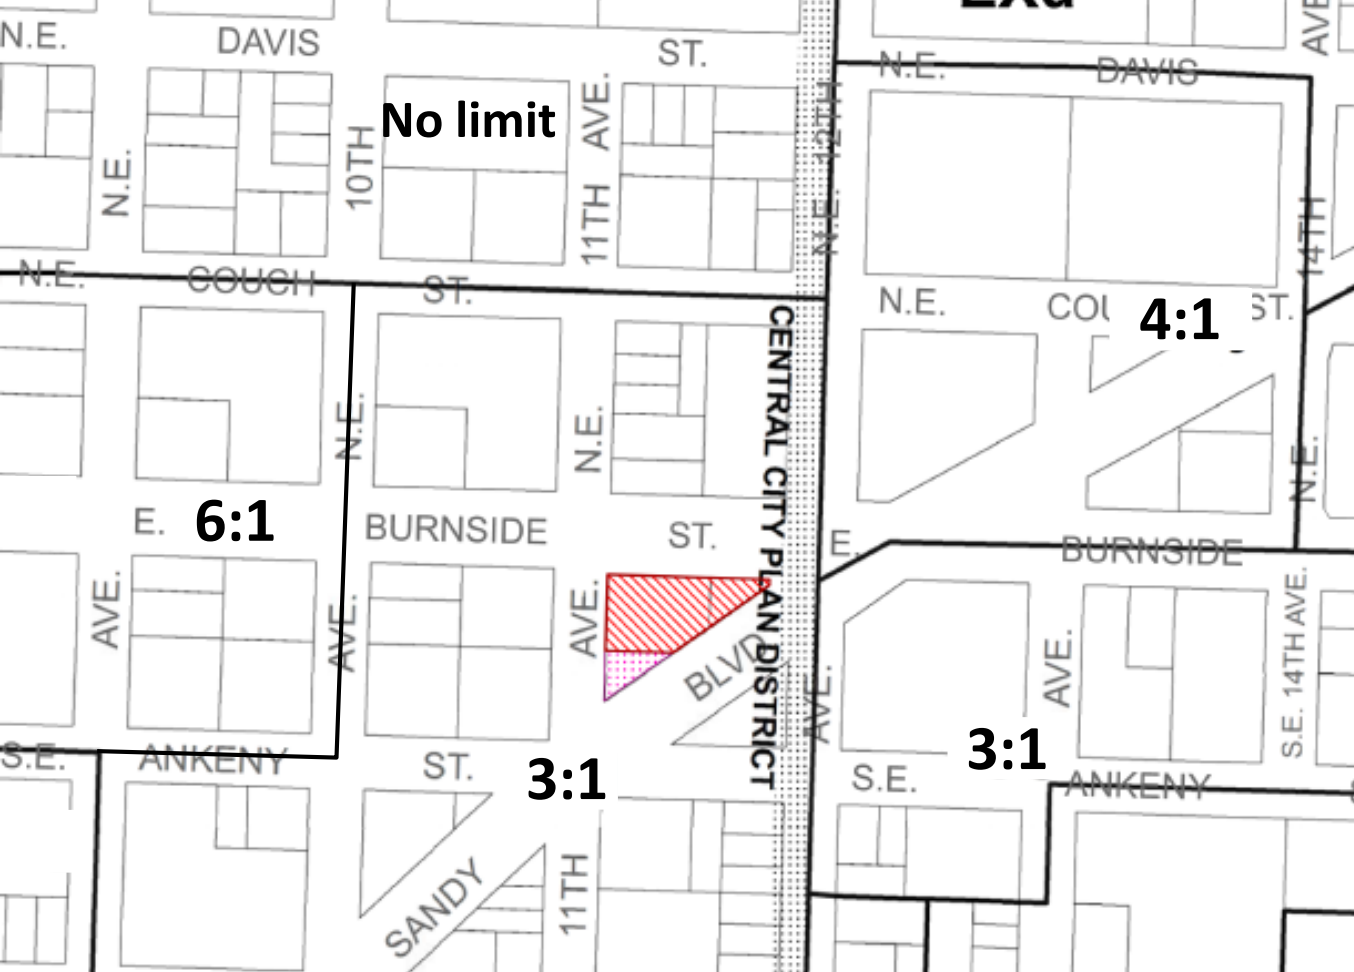 N.E.
DAVIS
ST.
N.E.
DAVIS
AVE
No limit
AVE.
N.E.
10TH
11TH
N.E.
12TH
14TH
N.E.
COUCH
ST.
N.E.
ST.
4:1
CENTRAL CITY PLAN DISTRICT
N.E.
N.E.
N.E.
E.
6:1
BURNSIDE
ST.
E.
BURNSIDE
AVE.
AVE.
AVE.
BLVD
AVE.
AVE.
S.E. 14TH AVE.
S.E.
ANKENY
ST.
3:1
S.E.
3:1
ANKENY
SANDY
11TH